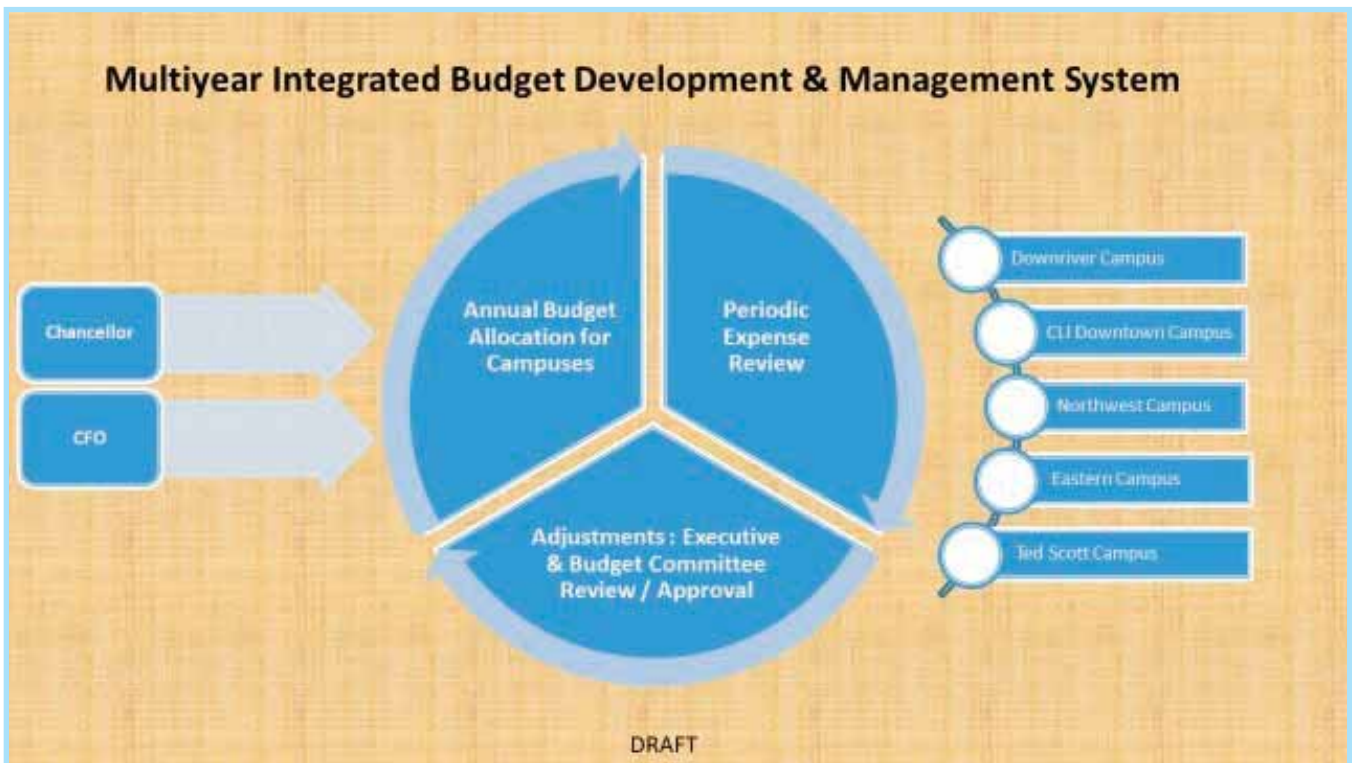 Multiyear Integrated Budget Development & Management System
Chancellor
CFO
Annual Budget
Allocation for
Campuses
Periodic
Expense
Review
Adjustments : Executive
& Budget Committee
Review / Approval
Downriver Campus
CLI Downtown Campus
Northwest Campus
Eastern Campus
Ted Scott Campus
DRAFT